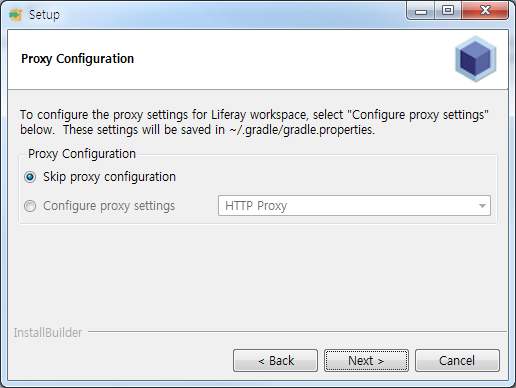 Setup
Proxy Configuration
To configure the proxy settings for Liferay workspace, select "Configure proxy settings"
below.  These settings will be saved in ~/.gradle/gradle.properties.
Proxy Configuration
Skip proxy configuration
Configure proxy settings
HTTP Proxy
InstallBuilder
< Back
Next >
Cancel